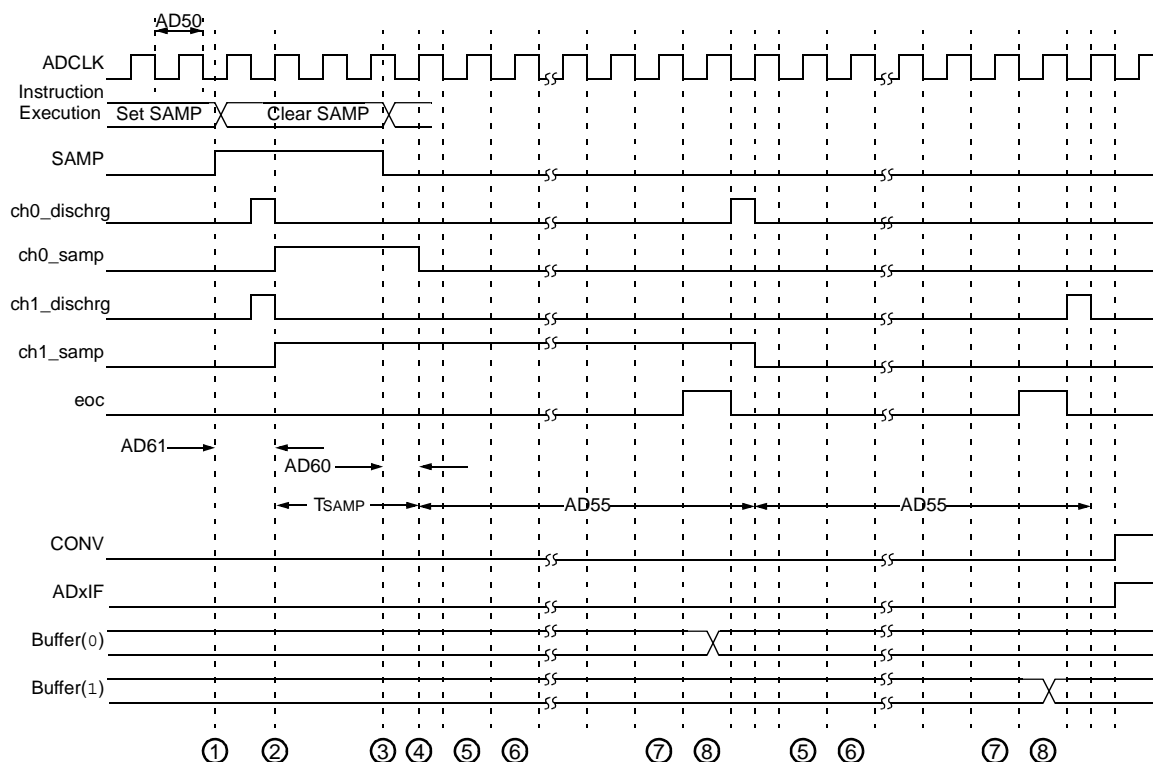 AD50
ADCLK
Instruction
Execution Set SAMP Clear SAMP
SAMP
ch0_dischrg
ch0_samp
ch1_dischrg
ch1_samp
eoc
AD61
AD60
TSAMP AD55 AD55
CONV
ADxIF
Buffer(0)
Buffer(1)
1 2 3 4 5 6 7 8 5 6 7 8